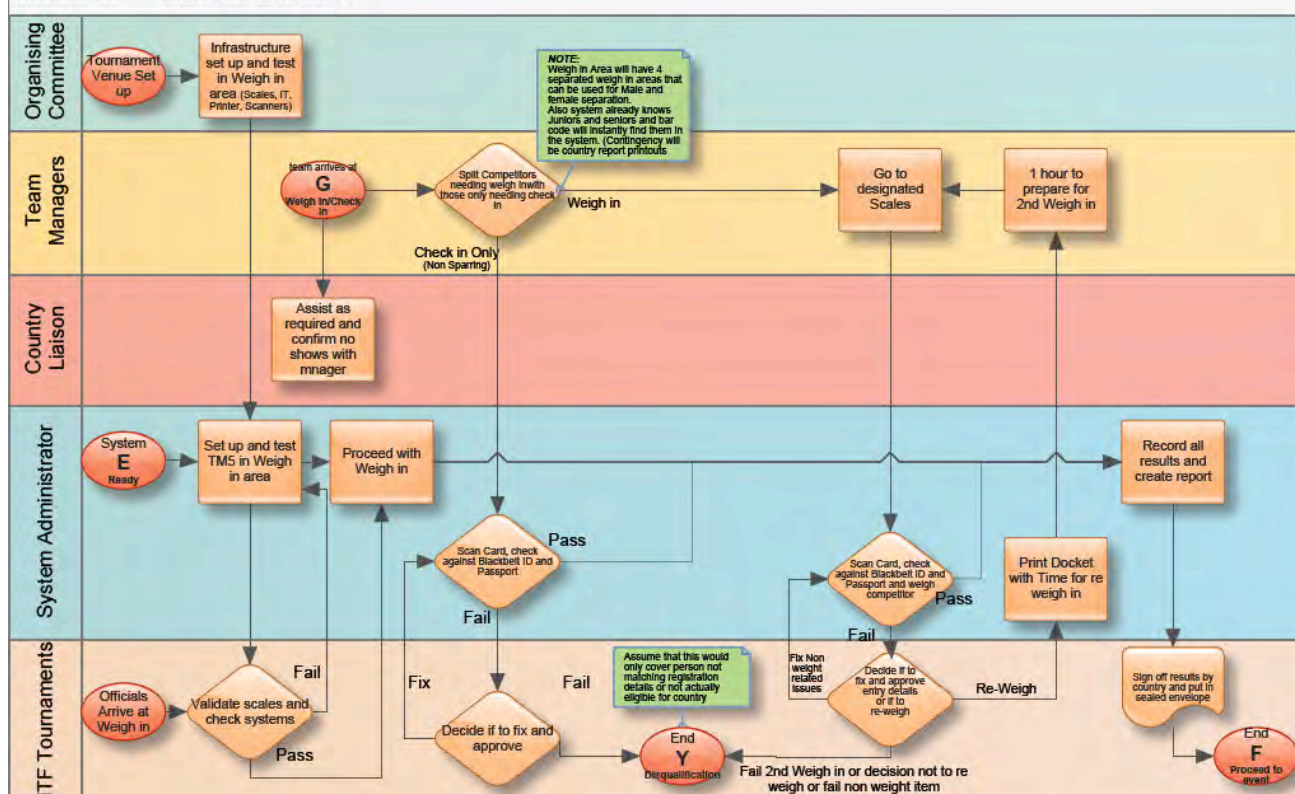 Organising
Committee
Tournament
Venue Set
up
Infrastructure
set up and test
in Weigh in
area (Scales, IT,
Printer, Scanners)
NOTE:
Weigh in Area will have 4
separated weigh in areas that
can be used for Male and
female separation.
Also system already knows
Juniors and seniors and bar
code will instantly find them in
the system. (Contingency will
be country report printouts
Team
Managers
team arrives at
G
Weigh In/Check
in
Split Competitors
needing weigh inwith
those only needing check
in
Weigh in
Check in Only
(Non Sparring)
Go to
designated
Scales
1 hour to
prepare for
2nd Weigh in
Country
Liaison
Assist as
required and
confirm no
shows with
mnager
System Administrator
System
E
Ready
Set up and test
TM5 in Weigh
in area
Proceed with
Weigh in
Record all
results and
create report
Scan Card, check
against Blackbelt ID and
Passport
Pass
Fail
Scan Card, check
against Blackbelt ID and
Passport and weigh
competitor
Pass
Fail
Print Docket
with Time for re
weigh in
ITF Tournaments
Officials
Arrive at
Weigh in
Validate scales and
check systems
Fail
Pass
Fix
Decide if to fix and
approve
Fail
Assume that this would
only cover person not
matching registration
details or not actually
eligible for country
End
Y
Disqualification
Fix Non
weight
related
issues
Decide if to
fix and approve
entry details
or if to
re-weigh
Re-Weigh
Fail 2nd Weigh in or decision not to re
weigh or fail non weight item
Sign off results by
country and put in
sealed envelope
End
F
Proceed to
event